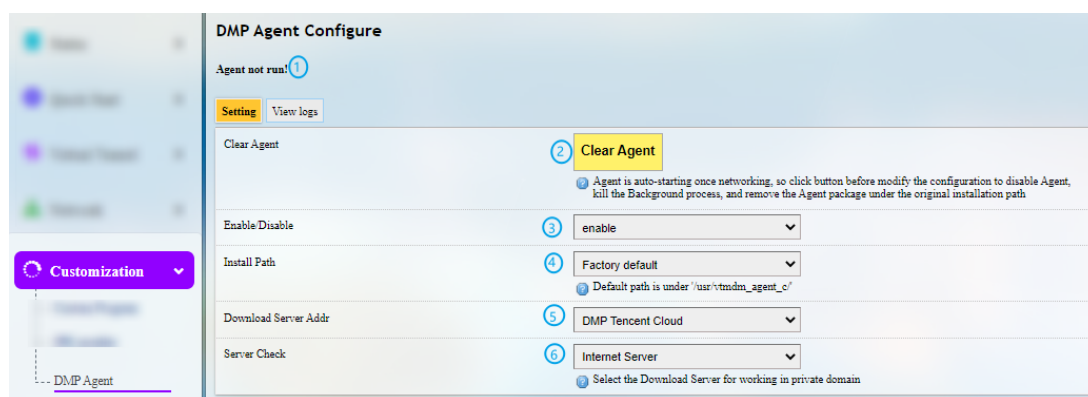 DMP Agent Configure
Agent not run! 1
Setting View logs
Clear Agent 2 Clear Agent
Agent is auto-starting once networking, so click button before modify the configuration to disable Agent,
kill the Background process, and remove the Agent package under the original installation path
Enable/Disable 3 enable
Install Path 4 Factory default
Default path is under '/usr/vtmdm_agent_c/'
Download Server Addr 5 DMP Tencent Cloud
Server Check 6 Internet Server
Select the Download Server for working in private domain
Customization
DMP Agent